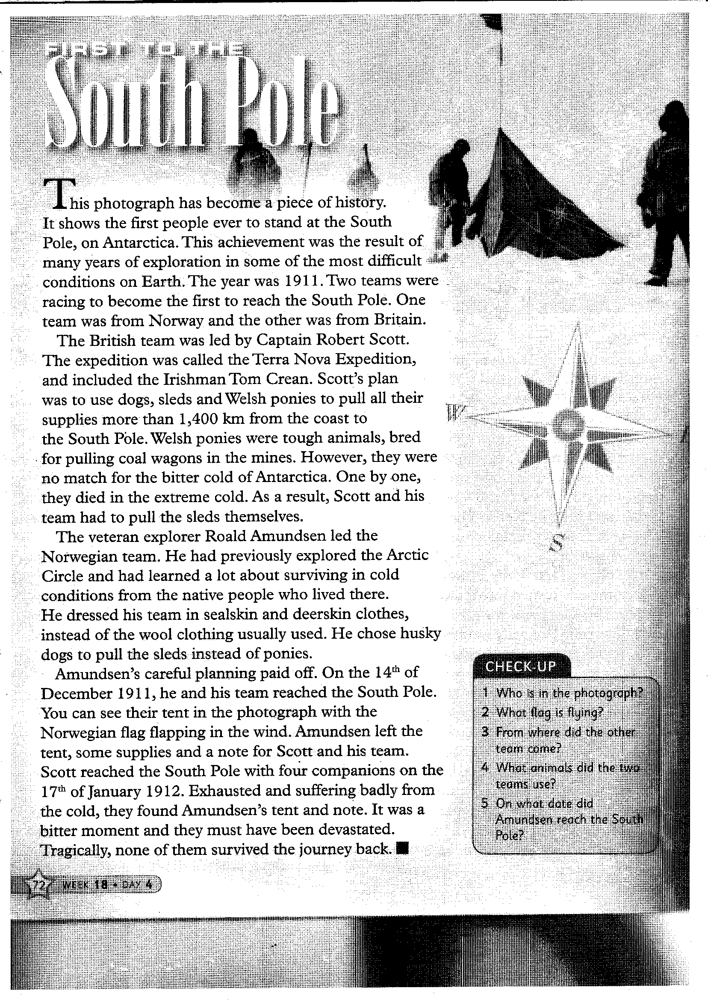 FIRST TO THE
South Pole
This photograph has become a piece of history.
It shows the first people ever to stand at the South
Pole, on Antarctica. This achievement was the result of
many years of exploration in some of the most difficult
conditions on Earth. The year was 1911. Two teams were
racing to become the first to reach the South Pole. One
team was from Norway and the other was from Britain.
The British team was led by Captain Robert Scott.
The expedition was called the Terra Nova Expedition,
and included the Irishman Tom Crean. Scott's plan
was to use dogs, sleds and Welsh ponies to pull all their
supplies more than 1,400 km from the coast to
the South Pole. Welsh ponies were tough animals, bred
for pulling coal wagons in the mines. However, they were
no match for the bitter cold of Antarctica. One by one,
they died in the extreme cold. As a result, Scott and his
team had to pull the sleds themselves.
The veteran explorer Roald Amundsen led the
Norwegian team. He had previously explored the Arctic
Circle and had learned a lot about surviving in cold
conditions from the native people who lived there.
He dressed his team in sealskin and deerskin clothes,
instead of the wool clothing usually used. He chose husky
dogs to pull the sleds instead of ponies.
Amundsen's careful planning paid off. On the 14th of
December 1911, he and his team reached the South Pole.
You can see their tent in the photograph with the
Norwegian flag flapping in the wind. Amundsen left the
tent, some supplies and a note for Scott and his team.
Scott reached the South Pole with four companions on the
17th of January 1912. Exhausted and suffering badly from
the cold, they found Amundsen's tent and note. It was a
bitter moment and they must have been devastated.
Tragically, none of them survived the journey back.
W
S
CHECK-UP
1 Who is in the photograph?
2 What flag is flying?
3 From where did the other
team come?
4 What animals did the two
teams use?
5 On what date did
Amundsen reach the South
Pole?
72 WEEK 18 • DAY 4